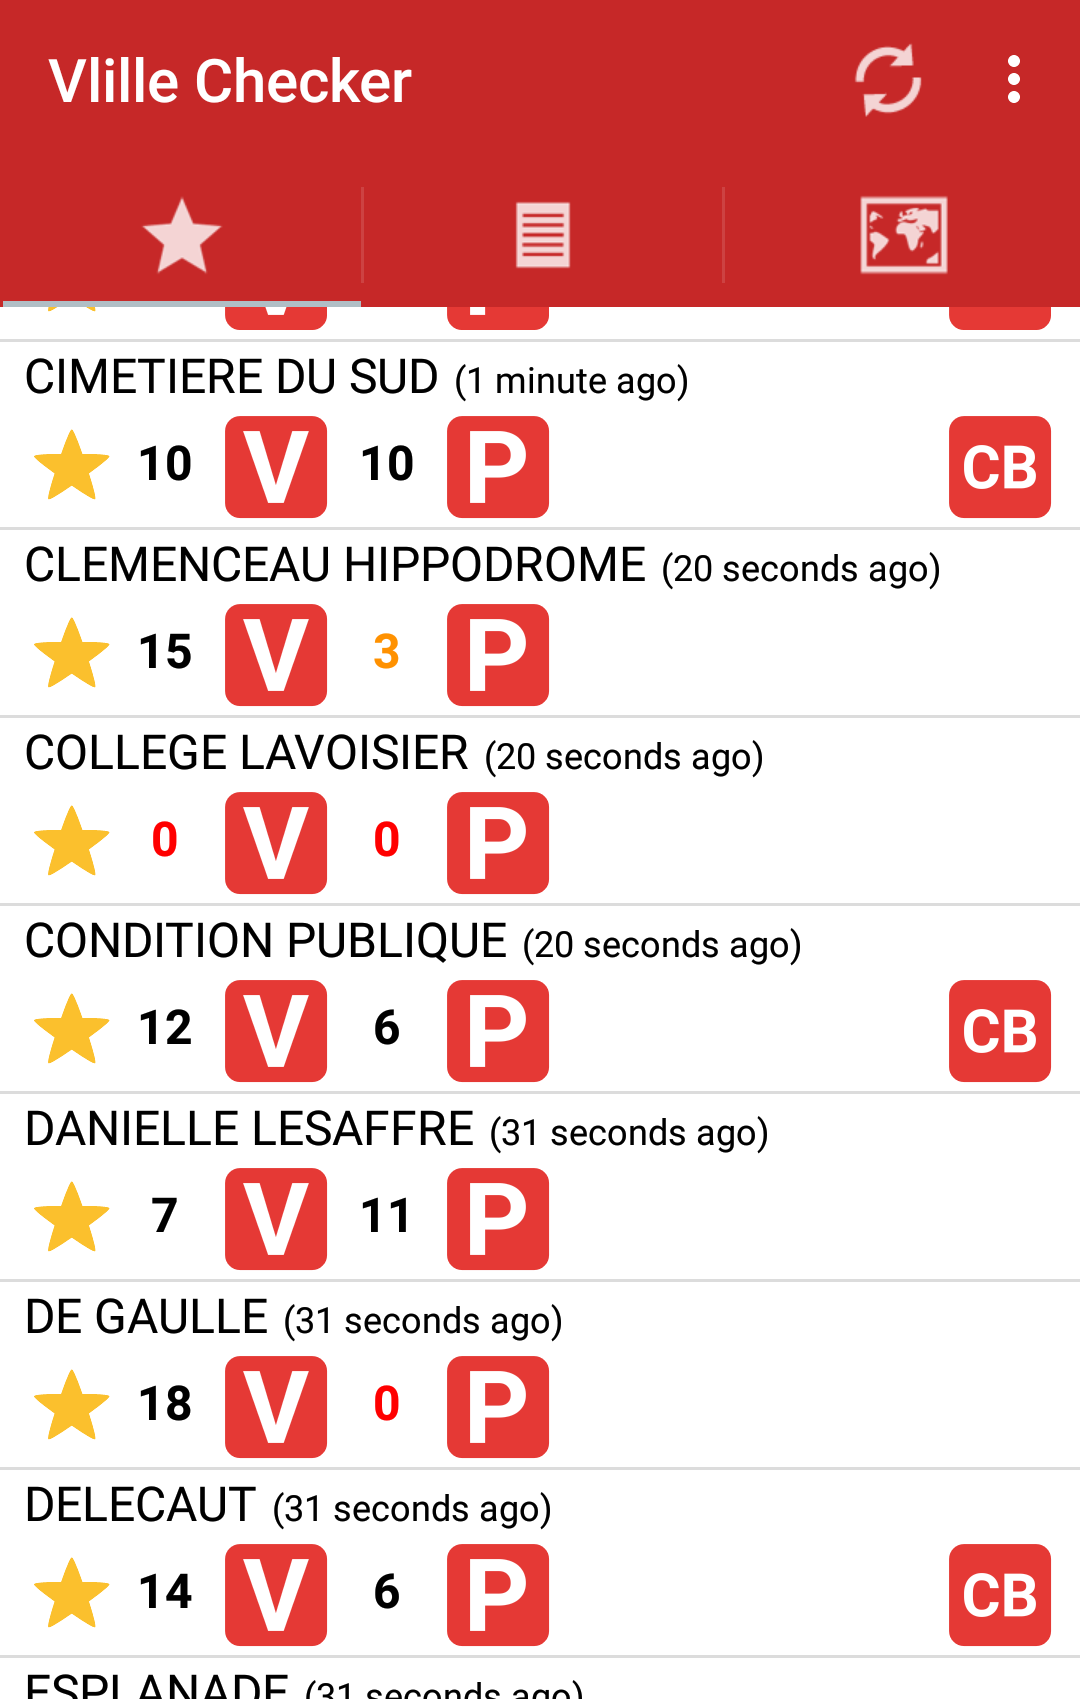 Vlille Checker
CIMETIERE DU SUD (1 minute ago)
10 V 10 P CB
CLEMENCEAU HIPPODROME (20 seconds ago)
15 V 3 P
COLLEGE LAVOISIER (20 seconds ago)
0 V 0 P
CONDITION PUBLIQUE (20 seconds ago)
12 V 6 P CB
DANIELLE LESAFFRE (31 seconds ago)
7 V 11 P
DE GAULLE (31 seconds ago)
18 V 0 P
DELECAUT (31 seconds ago)
14 V 6 P CB
ESPLANADE (31 seconds ago)